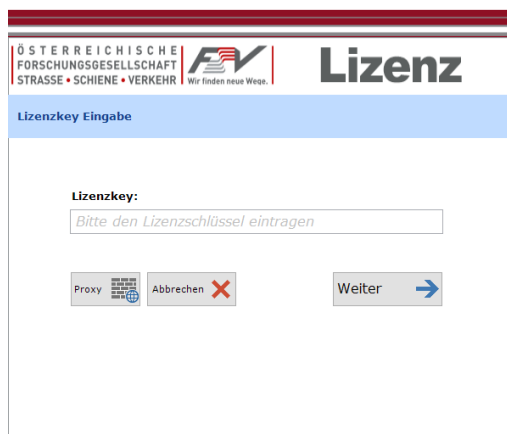 ÖSTERREICHISCHE
FORSCHUNGSGESELLSCHAFT
STRASSE • SCHIENE • VERKEHR
FSV
Wir finden neue Wege.
Lizenz
Lizenzkey Eingabe
Lizenzkey:
Bitte den Lizenzschlüssel eintragen
Proxy
Abbrechen
Weiter